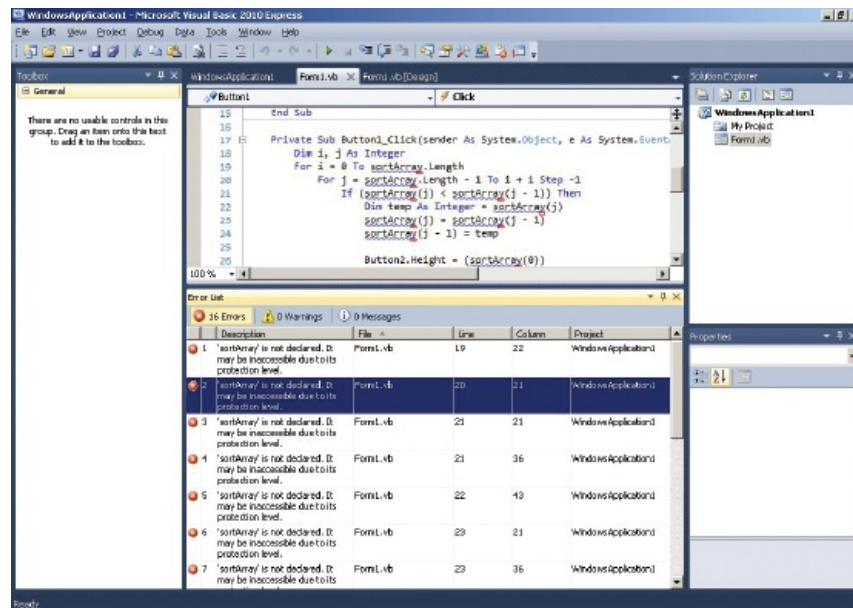 WindowsApplication1 - Microsoft Visual Basic 2010 Express
File Edit View Project Debug Data Tools Window Help
Toolbox
General
There are no usable controls in this
group. Drag an item onto this text
to add it to the toolbox.
WindowsApplication1 Form1.vb Form1.vb [Design]
Button1 Click
15 End Sub
16
17 Private Sub Button1_Click(sender As System.Object, e As System.Event
18 Dim i, j As Integer
19 For i = 0 To sortArray.Length
20 For j = sortArray.Length - 1 To i + 1 Step -1
21 If (sortArray(j) < sortArray(j - 1)) Then
22 Dim temp As Integer = sortArray(j)
23 sortArray(j) = sortArray(j - 1)
24 sortArray(j - 1) = temp
25
26 Button2.Height = (sortArray(0))
100 %
Error List
16 Errors 0 Warnings 0 Messages
Description File Line Column Project
1 'sortArray' is not declared. It may be inaccessible due to its protection level. Form1.vb 19 22 WindowsApplication1
2 'sortArray' is not declared. It may be inaccessible due to its protection level. Form1.vb 20 21 WindowsApplication1
3 'sortArray' is not declared. It may be inaccessible due to its protection level. Form1.vb 21 21 WindowsApplication1
4 'sortArray' is not declared. It may be inaccessible due to its protection level. Form1.vb 21 36 WindowsApplication1
5 'sortArray' is not declared. It may be inaccessible due to its protection level. Form1.vb 22 43 WindowsApplication1
6 'sortArray' is not declared. It may be inaccessible due to its protection level. Form1.vb 23 21 WindowsApplication1
7 'sortArray' is not declared. It may be inaccessible due to its Form1.vb 23 36 WindowsApplication1
Solution Explorer
WindowsApplication1
My Project
Form1.vb
Properties
Ready